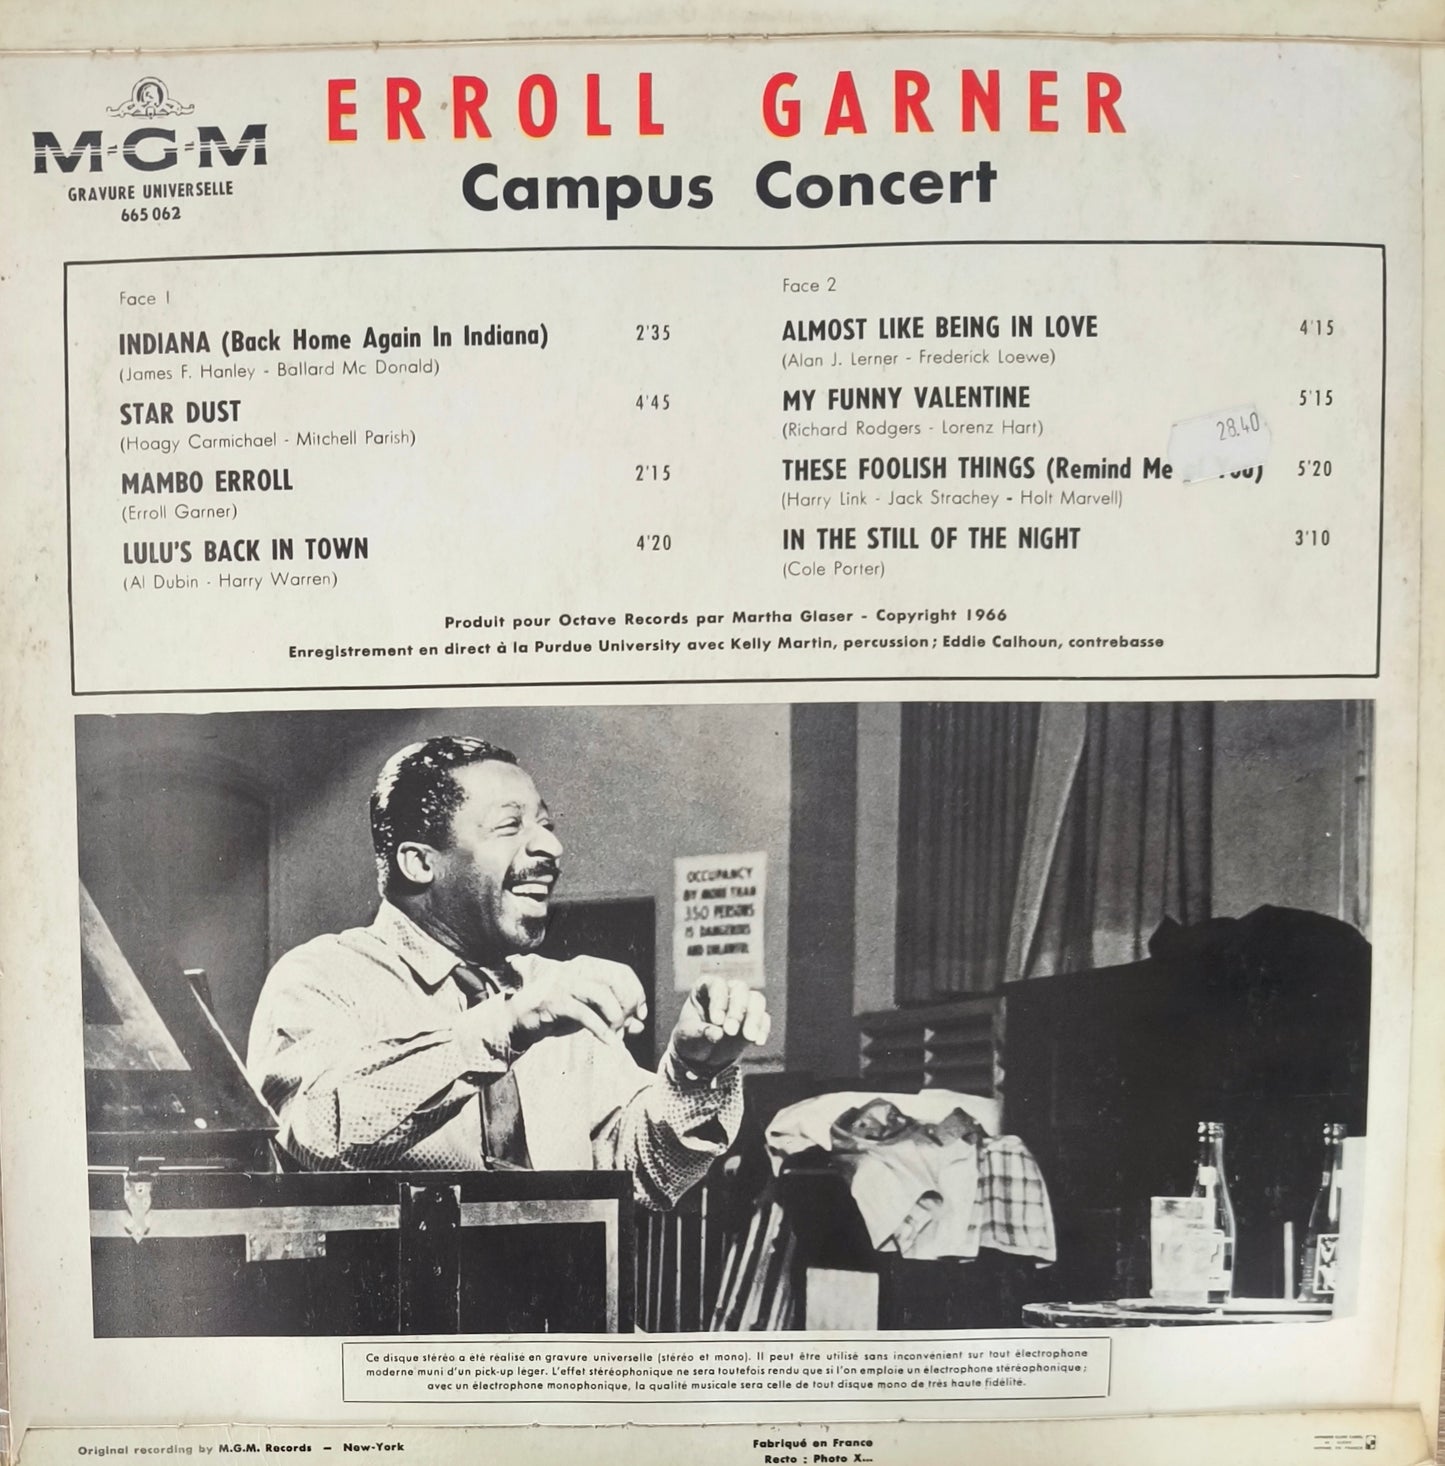 M-G-M
GRAVURE UNIVERSELLE
665 062
ERROLL GARNER
Campus Concert
Face 1
INDIANA (Back Home Again In Indiana) 2'35
(James F. Hanley - Ballard Mc Donald)
STAR DUST 4'45
(Hoagy Carmichael - Mitchell Parish)
MAMBO ERROLL 2'15
(Erroll Garner)
LULU'S BACK IN TOWN 4'20
(Al Dubin - Harry Warren)
Face 2
ALMOST LIKE BEING IN LOVE 4'15
(Alan J. Lerner - Frederick Loewe)
MY FUNNY VALENTINE 5'15
(Richard Rodgers - Lorenz Hart)
28.40
THESE FOOLISH THINGS (Remind Me 5'20
(Harry Link - Jack Strachey - Holt Marvell)
IN THE STILL OF THE NIGHT 3'10
(Cole Porter)
Produit pour Octave Records par Martha Glaser - Copyright 1966
Enregistrement en direct à la Purdue University avec Kelly Martin, percussion; Eddie Calhoun, contrebasse
OCCUPANCY
BY MORE THAN
350 PERSONS
IS DANGEROUS
AND UNLAWFUL
Ce disque stéréo a été réalisé en gravure universelle (stéréo et mono). Il peut être utilisé sans inconvénient sur tout électrophone
moderne muni d'un pick-up léger. L'effet stéréophonique ne sera toutefois rendu que si l'on emploie un électrophone stéréophonique;
avec un électrophone monophonique, la qualité musicale sera celle de tout disque mono de très haute fidélité.
Original recording by M.G.M. Records – New-York
Fabriqué en France
Recto : Photo X...